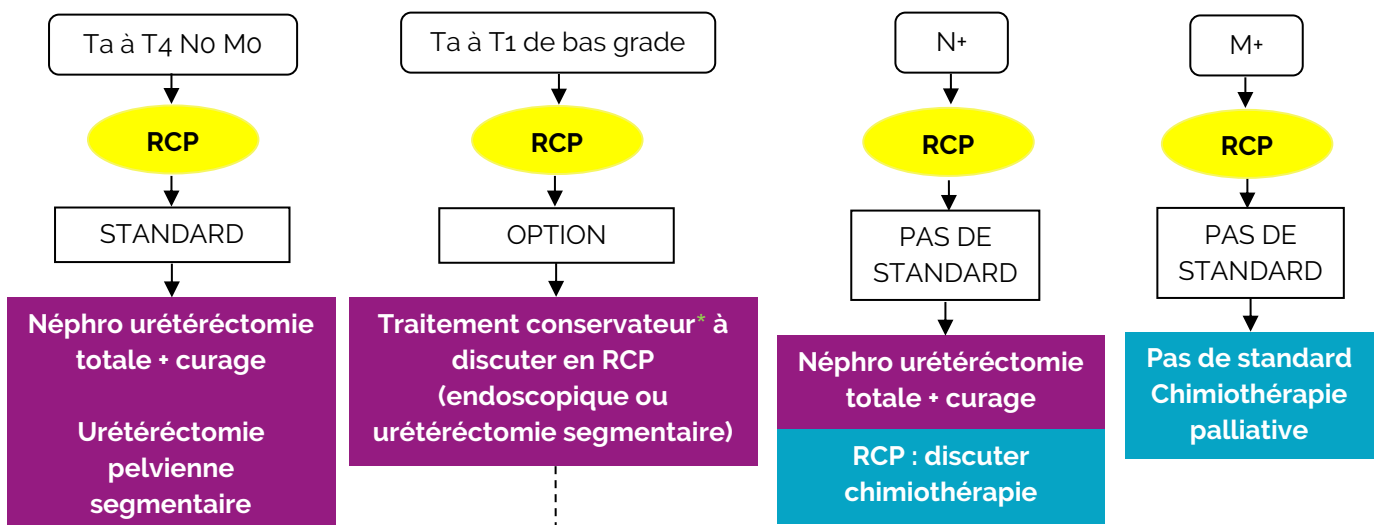 Ta à T4 N0 M0
RCP
STANDARD
Néphro urétéréctomie
totale + curage
Urétéréctomie
pelvienne
segmentaire
Ta à T1 de bas grade
RCP
OPTION
Traitement conservateur* à
discuter en RCP
(endoscopique ou
urétéréctomie segmentaire)
N+
RCP
PAS DE
STANDARD
Néphro urétéréctomie
totale + curage
RCP : discuter
chimiothérapie
M+
RCP
PAS DE
STANDARD
Pas de standard
Chimiothérapie
palliative